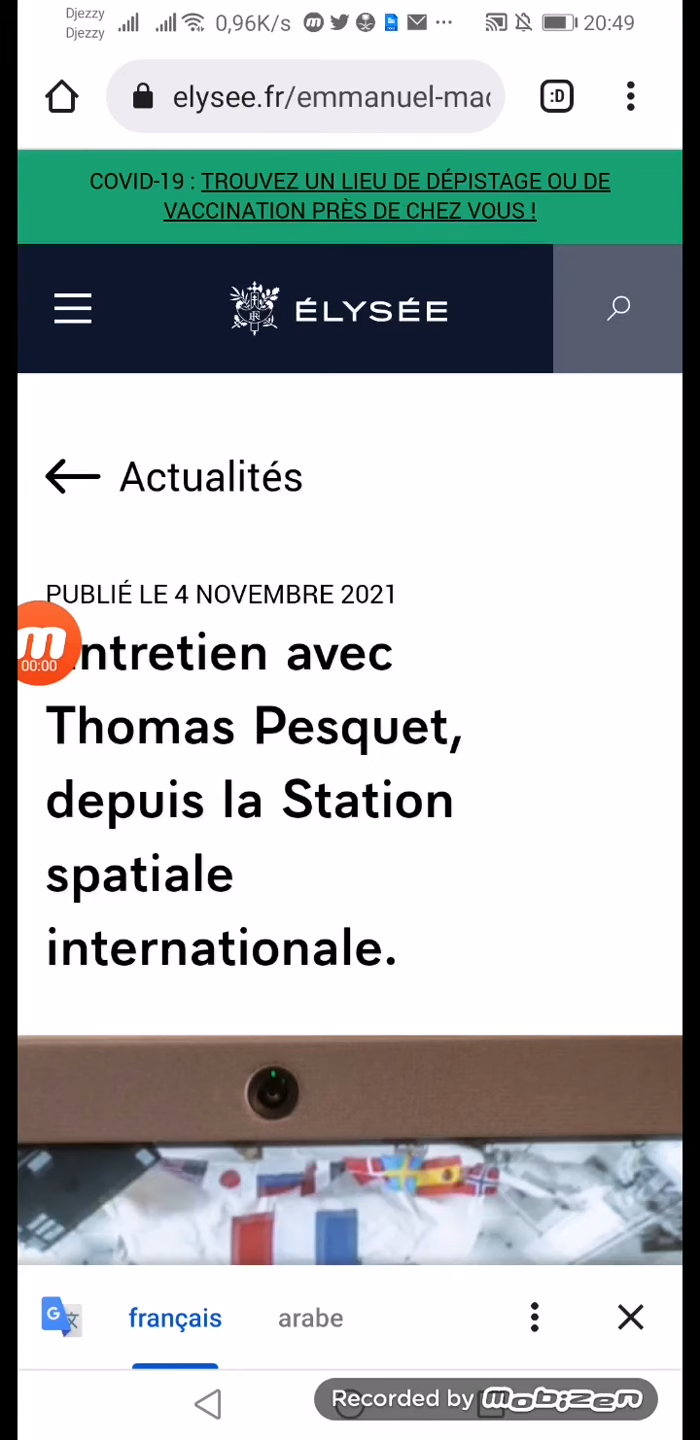 Djezzy
Djezzy
0,96K/s
20:49
elysee.fr/emmanuel-mac
:D
COVID-19 : TROUVEZ UN LIEU DE DÉPISTAGE OU DE
VACCINATION PRÈS DE CHEZ VOUS !
ÉLYSÉE
Actualités
PUBLIÉ LE 4 NOVEMBRE 2021
ntretien avec
00:00
Thomas Pesquet,
depuis la Station
spatiale
internationale.
français arabe
Recorded by mobizen